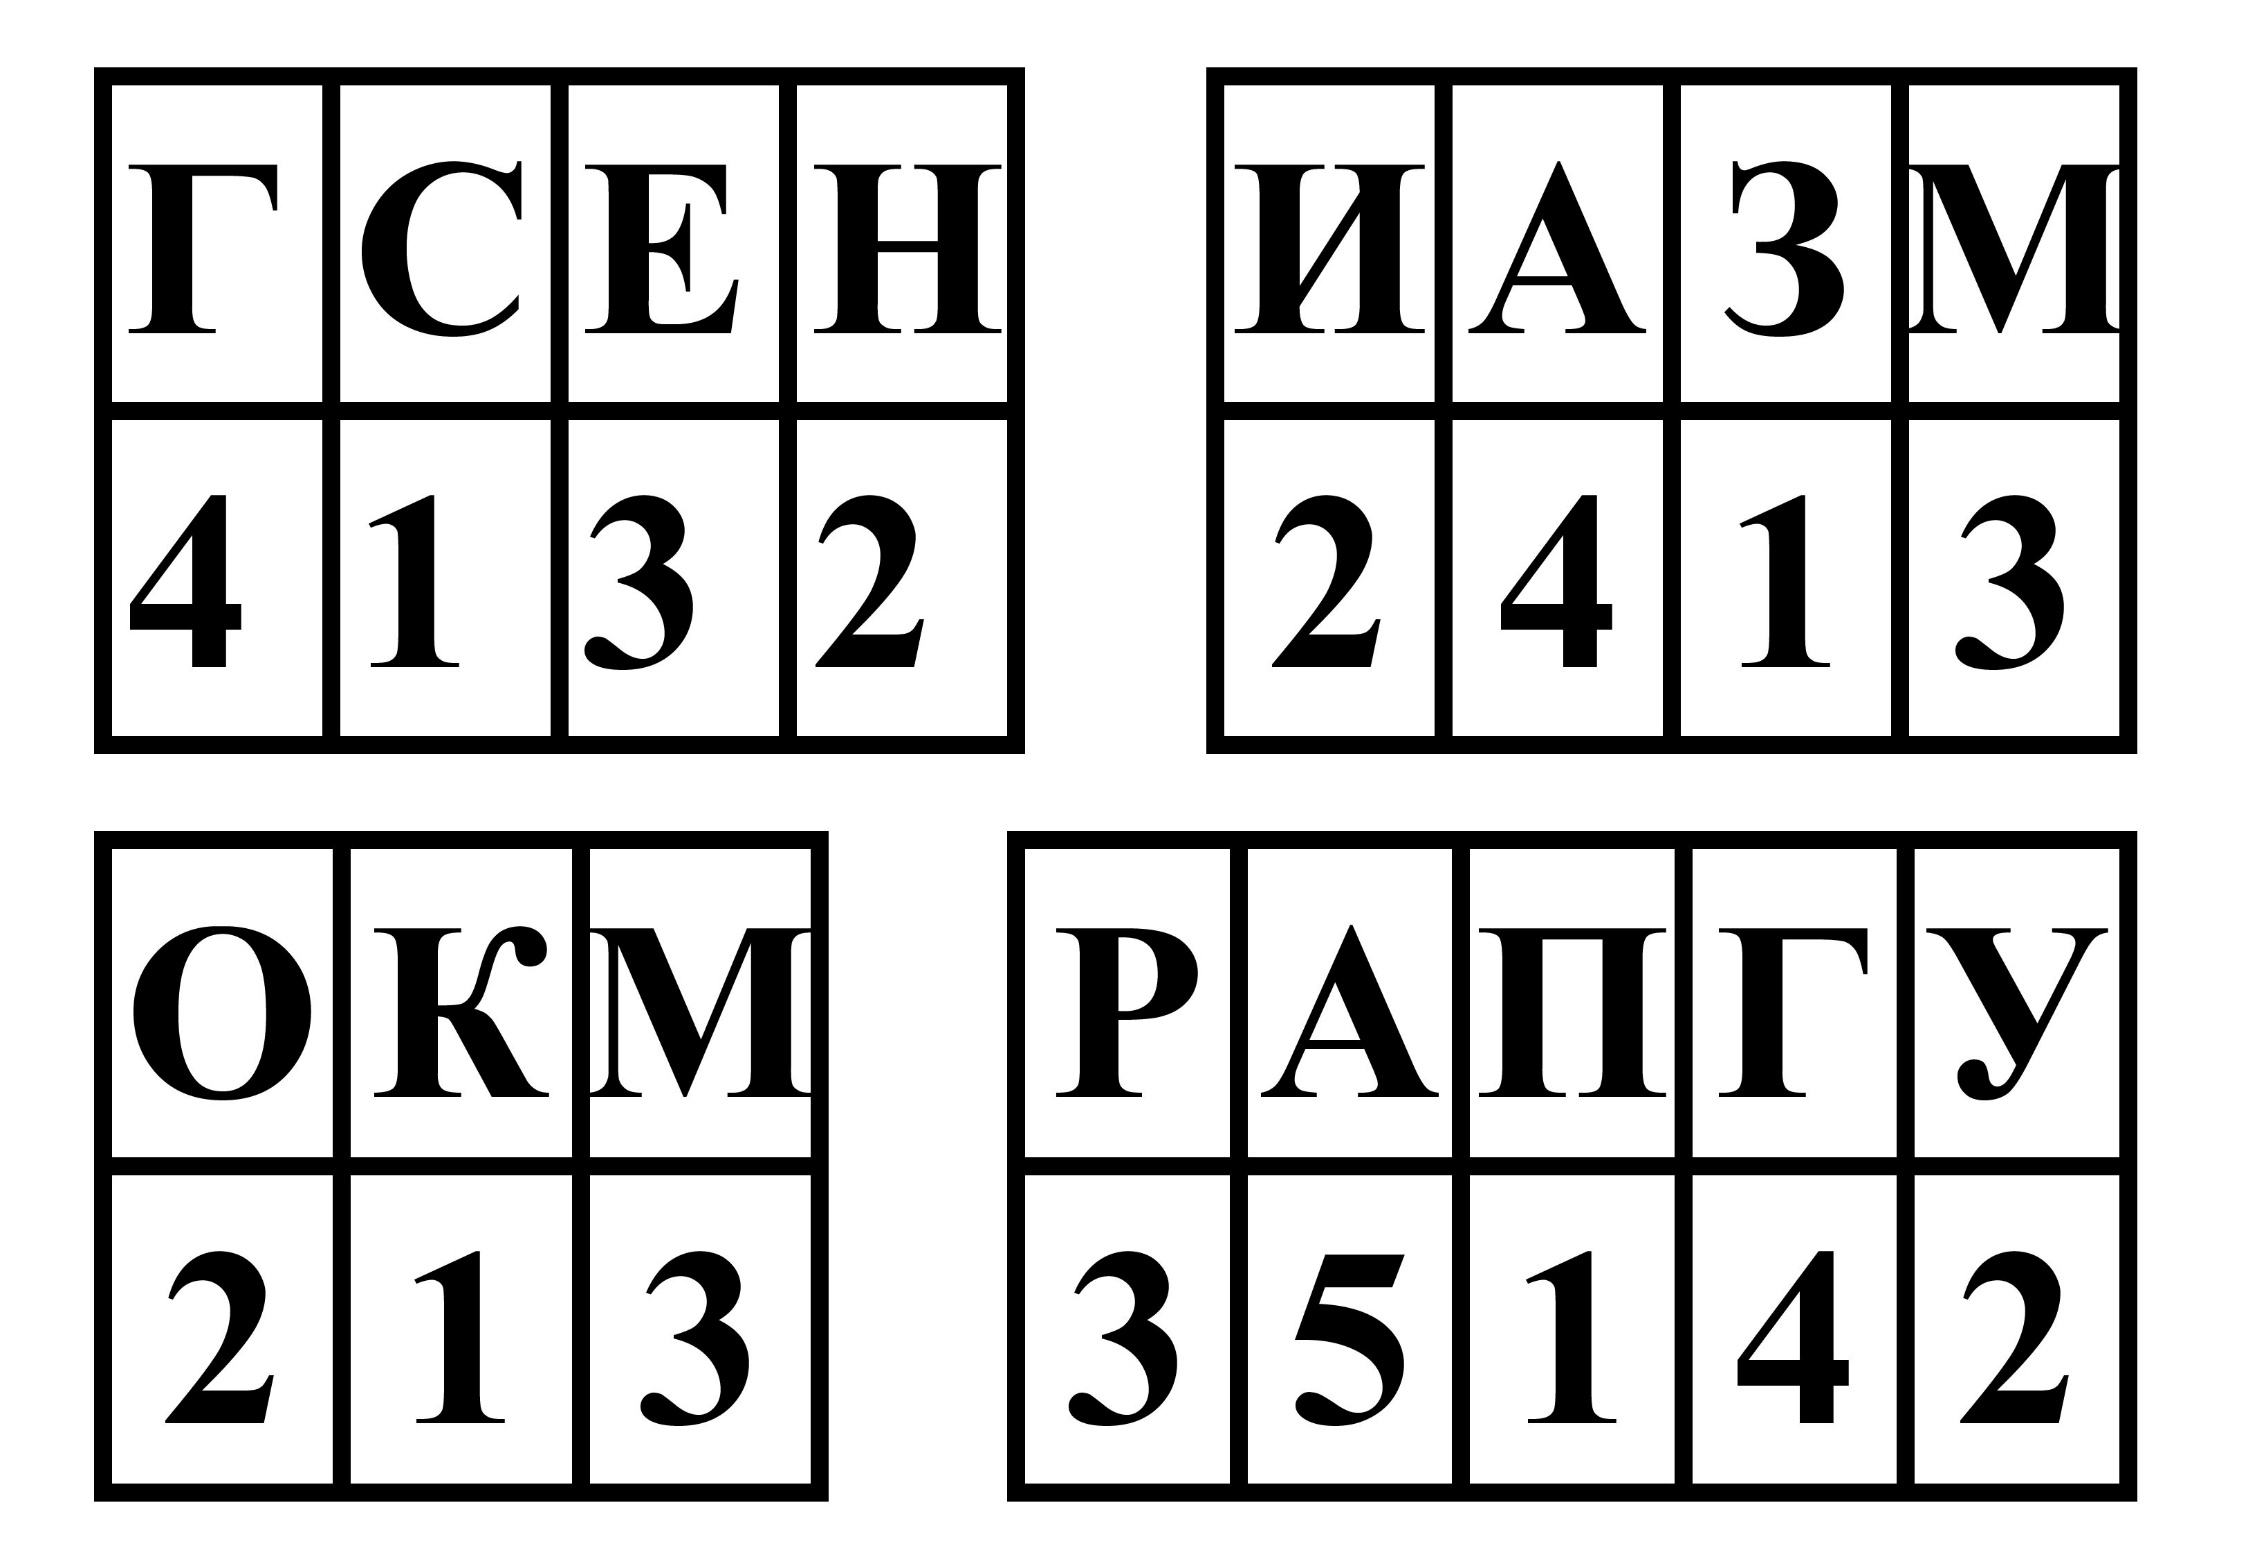 Г С Е Н
4 1 3 2
И А З М
2 4 1 3
О К М
2 1 3
Р А П Г У
3 5 1 4 2